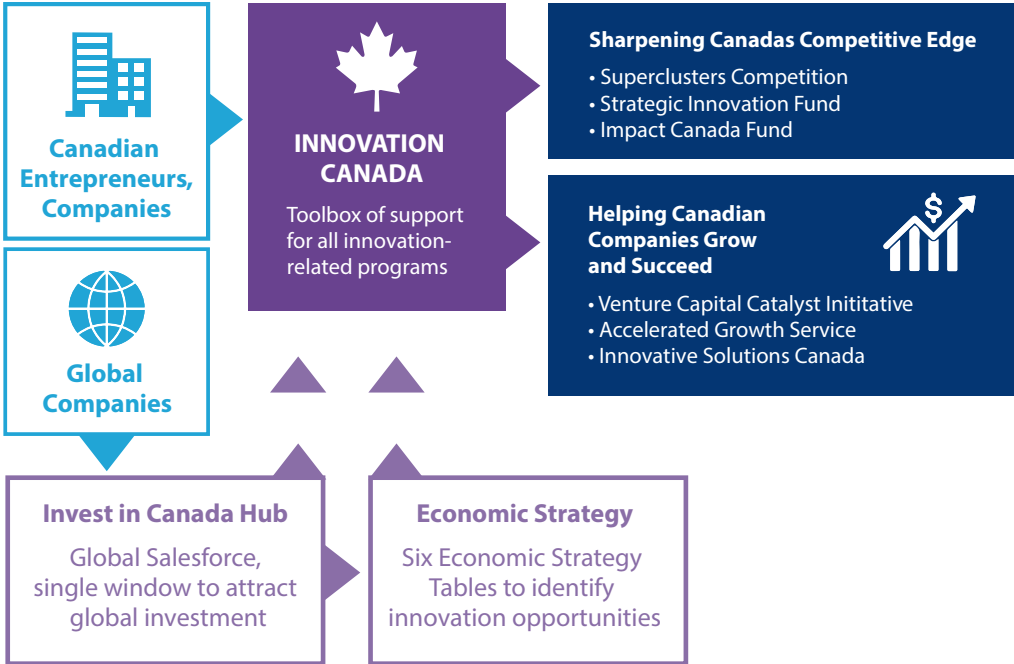 Canadian
Entrepreneurs,
Companies
Global
Companies
INNOVATION
CANADA
Toolbox of support
for all innovation-
related programs
Sharpening Canadas Competitive Edge
• Superclusters Competition
• Strategic Innovation Fund
• Impact Canada Fund
Helping Canadian
Companies Grow
and Succeed
$
• Venture Capital Catalyst Inititative
• Accelerated Growth Service
• Innovative Solutions Canada
Invest in Canada Hub
Global Salesforce,
single window to attract
global investment
Economic Strategy
Six Economic Strategy
Tables to identify
innovation opportunities